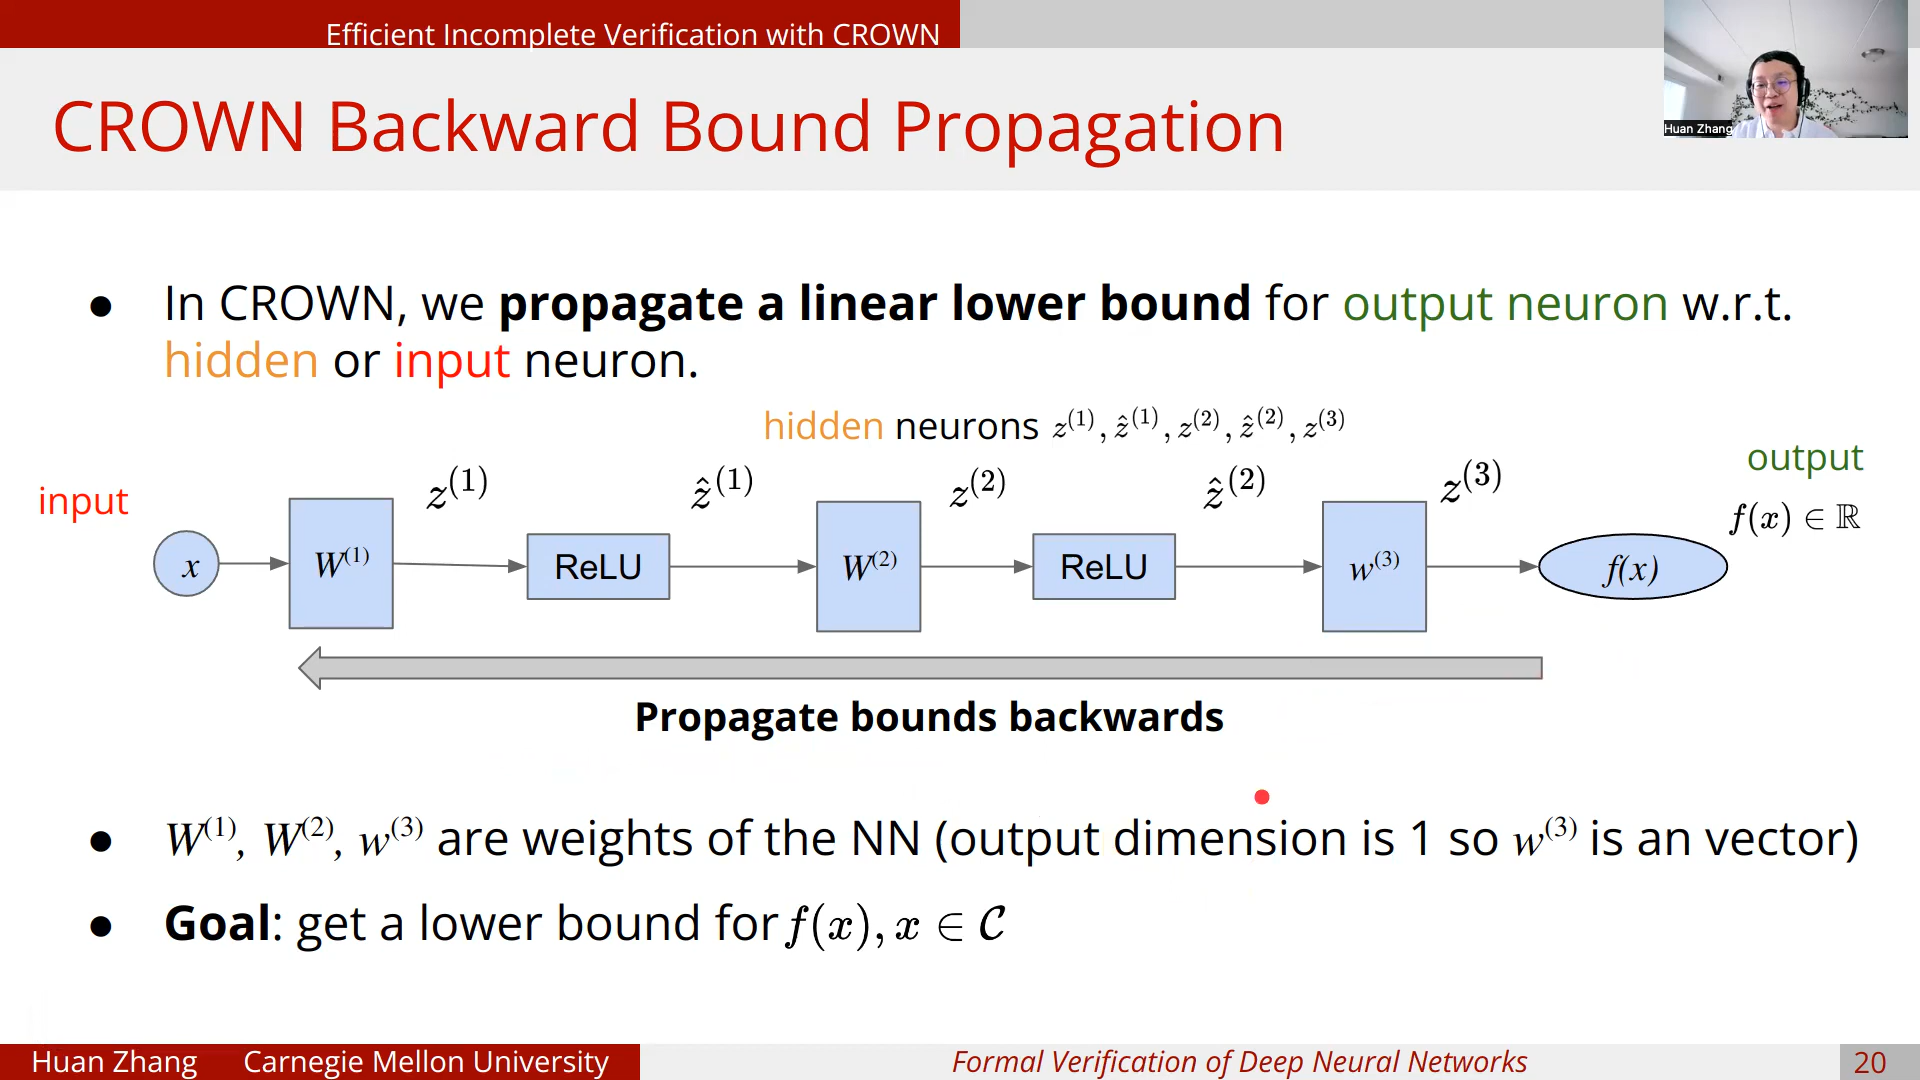 Efficient Incomplete Verification with CROWN
CROWN Backward Bound Propagation
Huan Zhang
● In CROWN, we propagate a linear lower bound for output neuron w.r.t.
hidden or input neuron.
hidden neurons z^(1), ẑ^(1), z^(2), ẑ^(2), z^(3)
input
z^(1) ẑ^(1) z^(2) ẑ^(2) z^(3)
output
f(x) ∈ ℝ
x W^(1) ReLU W^(2) ReLU w^(3) f(x)
Propagate bounds backwards
● W^(1), W^(2), w^(3) are weights of the NN (output dimension is 1 so w^(3) is an vector)
● Goal: get a lower bound for f(x), x ∈ 𝒞
Huan Zhang Carnegie Mellon University Formal Verification of Deep Neural Networks 20